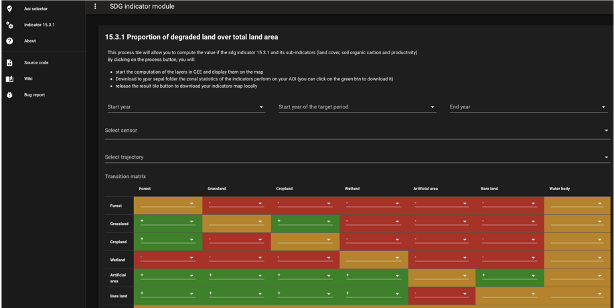 SDG indicator module
Aoi selector
Indicator 15.3.1
About
Source code
Wiki
Bug report
15.3.1 Proportion of degraded land over total land area
This process tile will allow you to compute the value if the sdg indicator 15.3.1 and its sub-indicators (land cover, soil organic carbon and productivity)
By clicking on the process button, you will:
start the computation of the layers in GEE and display them on the map
Download to your sepal folder the zonal statistics of the indicators perform on your AOI (you can click on the green btn to download it)
release the result tile button to download your indicators map locally
Start year
Start year of the target period
End year
Select sensor
Select trajectory
Transition matrix
Forest Grassland Cropland Wetland Artificial area Bare land Water body
Forest - - - - -
Grassland + + - - -
Cropland + - - - -
Wetland - - - - -
Artificial area + + + + +
Bare land + + + + -